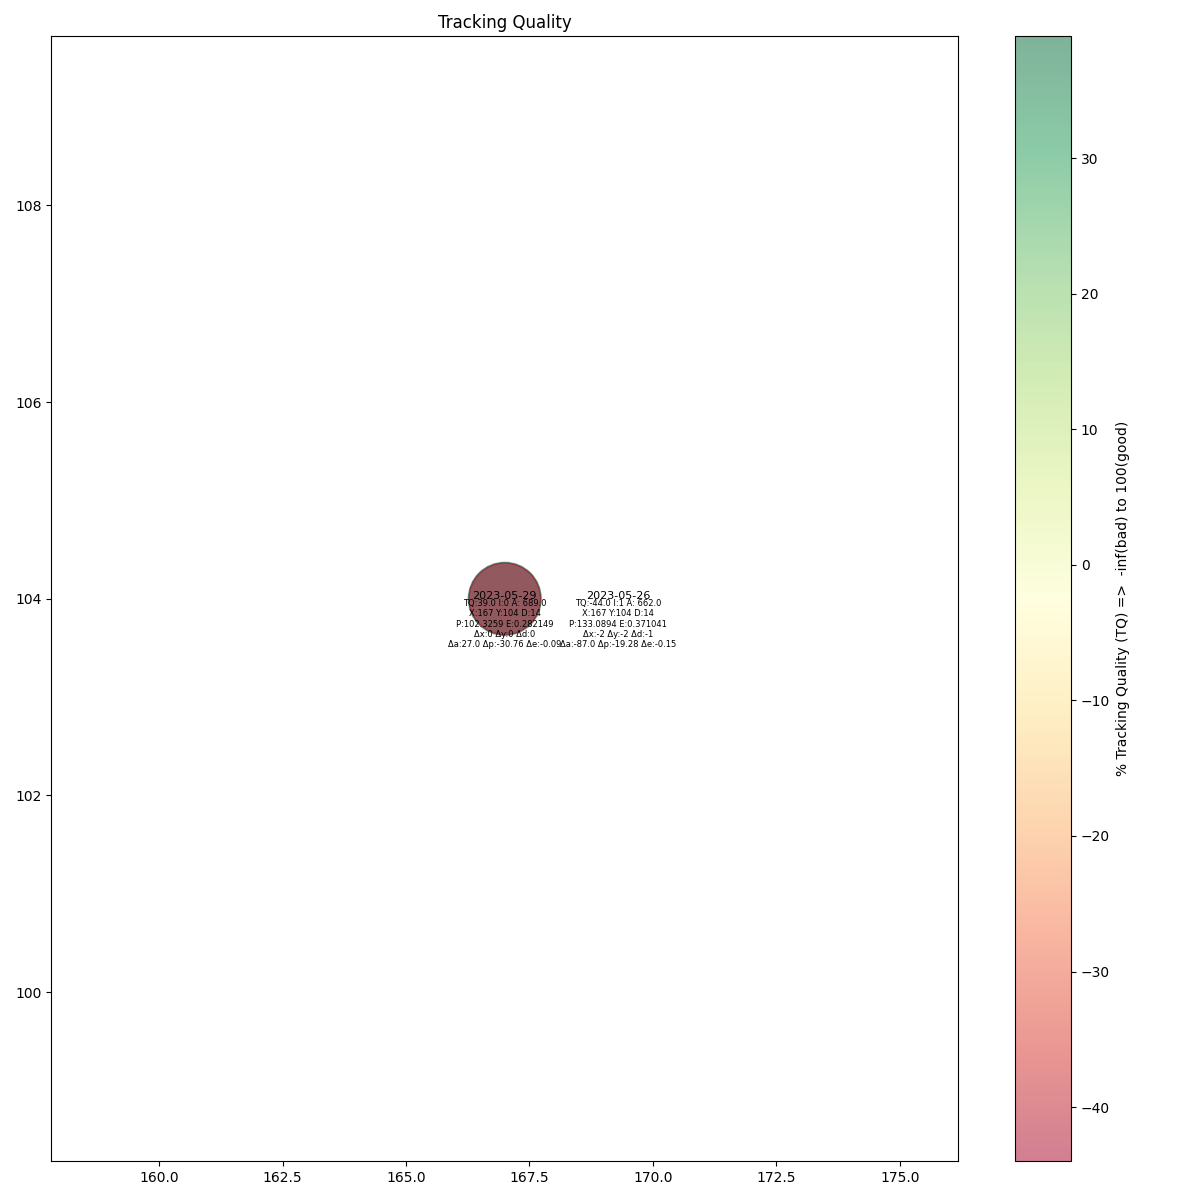 Tracking Quality
108
106
104
102
100
160.0
162.5
165.0
167.5
170.0
172.5
175.0
2023-05-29
TQ:39.0 I:0 A: 689.0
X:167 Y:104 D:14
P:102.3259 E:0.282149
Δx:0 Δy:0 Δd:0
Δa:27.0 Δp:-30.76 Δe:-0.09
2023-05-26
TQ:-44.0 I:1 A: 662.0
X:167 Y:104 D:14
P:133.0894 E:0.371041
Δx:-2 Δy:-2 Δd:-1
Δa:-87.0 Δp:-19.28 Δe:-0.15
30
20
10
0
−10
−20
−30
−40
% Tracking Quality (TQ) => -inf(bad) to 100(good)